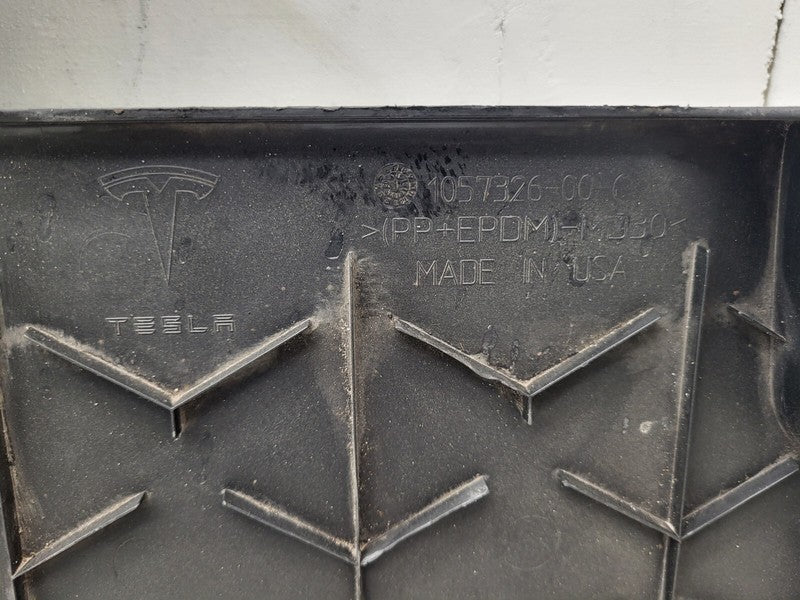 1057326-00-C
>(PP+EPDM)-MD30<
MADE IN USA
TESLA